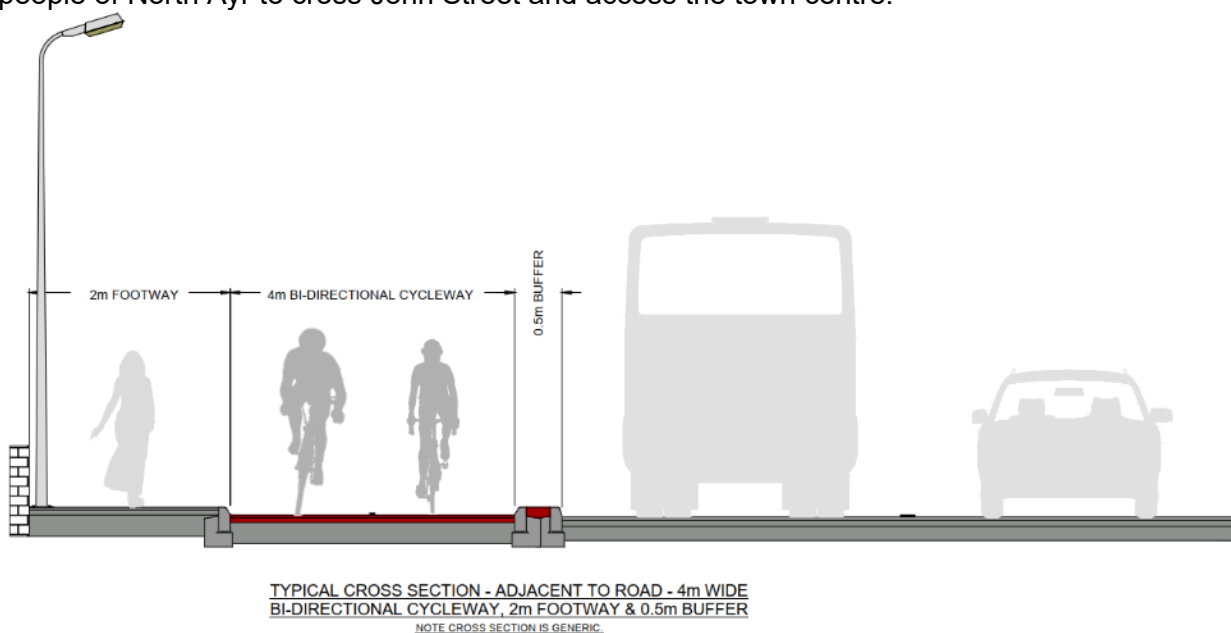 people of North Ayr to cross John Street and access the town centre.
0.5m BUFFER
2m FOOTWAY
4m BI-DIRECTIONAL CYCLEWAY
TYPICAL CROSS SECTION - ADJACENT TO ROAD - 4m WIDE
BI-DIRECTIONAL CYCLEWAY, 2m FOOTWAY & 0.5m BUFFER
NOTE CROSS SECTION IS GENERIC.